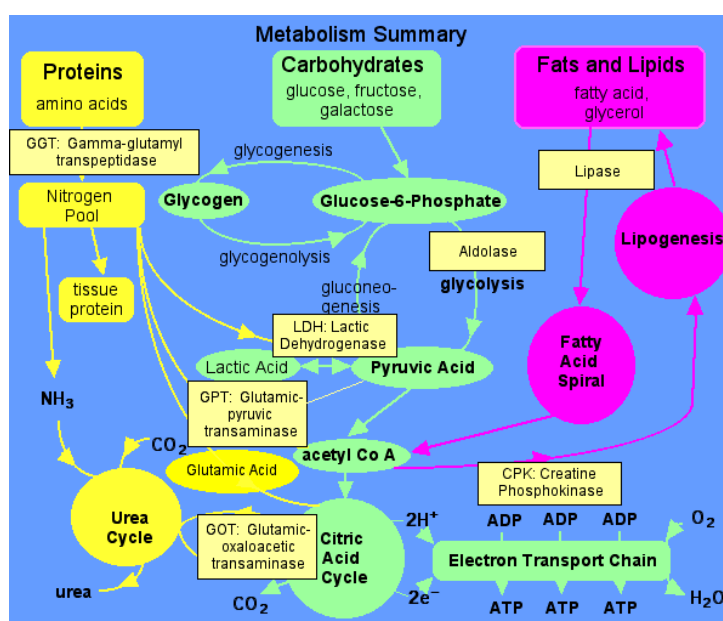 Metabolism Summary
Proteins
amino acids
Carbohydrates
glucose, fructose,
galactose
Fats and Lipids
fatty acid,
glycerol
GGT: Gamma-glutamyl
transpeptidase
glycogenesis
Lipase
Nitrogen
Pool
Glycogen
Glucose-6-Phosphate
Lipogenesis
glycogenolysis
Aldolase
glycolysis
gluconeo-
genesis
tissue
protein
LDH: Lactic
Dehydrogenase
Lactic Acid
Pyruvic Acid
Fatty
Acid
Spiral
NH₃
GPT: Glutamic-
pyruvic
transaminase
CO₂
Glutamic Acid
acetyl Co A
CPK: Creatine
Phosphokinase
Urea
Cycle
GOT: Glutamic-
oxaloacetic
transaminase
Citric
Acid
Cycle
2H⁺
ADP ADP ADP
O₂
Electron Transport Chain
urea
CO₂
2e⁻
ATP ATP ATP
H₂O